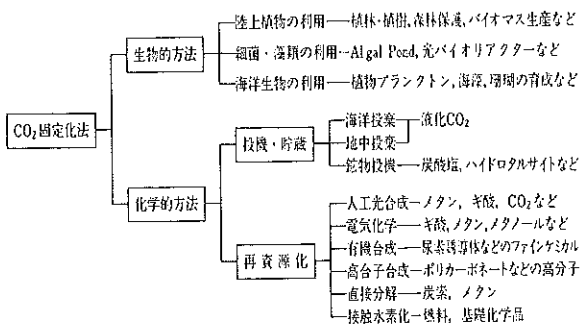 陸上植物の利用―植林・植樹, 森林保護, バイオマス生産など
生物的方法
細菌・藻類の利用―Algal Pond, 光バイオリアクターなど
海洋生物の利用―植物プランクトン, 海藻, 珊瑚の育成など
CO₂固定化法
海洋投棄―液化CO₂
投機・貯蔵
地中投棄
鉱物投機―炭酸塩, ハイドロタルサイトなど
化学的方法
人工光合成―メタン, ギ酸, CO₂など
電気化学―ギ酸, メタン, メタノールなど
有機合成―尿素誘導体などのファインケミカル
再資源化
高台子合成―ポリカーボネートなどの高分子
直接分解―炭素, メタン
接触水素化―燃料, 基礎化学品